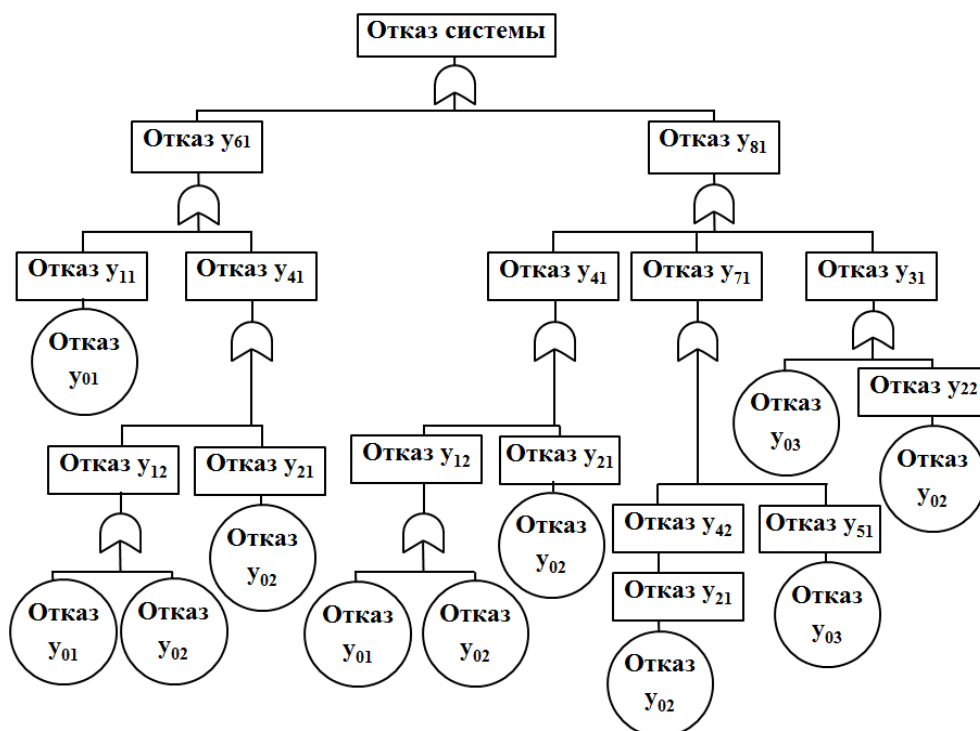 Отказ системы
Отказ y₆₁
Отказ y₈₁
Отказ y₁₁
Отказ y₄₁
Отказ y₄₁
Отказ y₇₁
Отказ y₃₁
Отказ
y₀₁
Отказ
y₀₃
Отказ y₂₂
Отказ y₁₂
Отказ y₂₁
Отказ y₁₂
Отказ y₂₁
Отказ
y₀₂
Отказ
y₀₂
Отказ
y₀₂
Отказ y₄₂
Отказ y₅₁
Отказ y₂₁
Отказ
y₀₁
Отказ
y₀₂
Отказ
y₀₁
Отказ
y₀₂
Отказ
y₀₃
Отказ
y₀₂